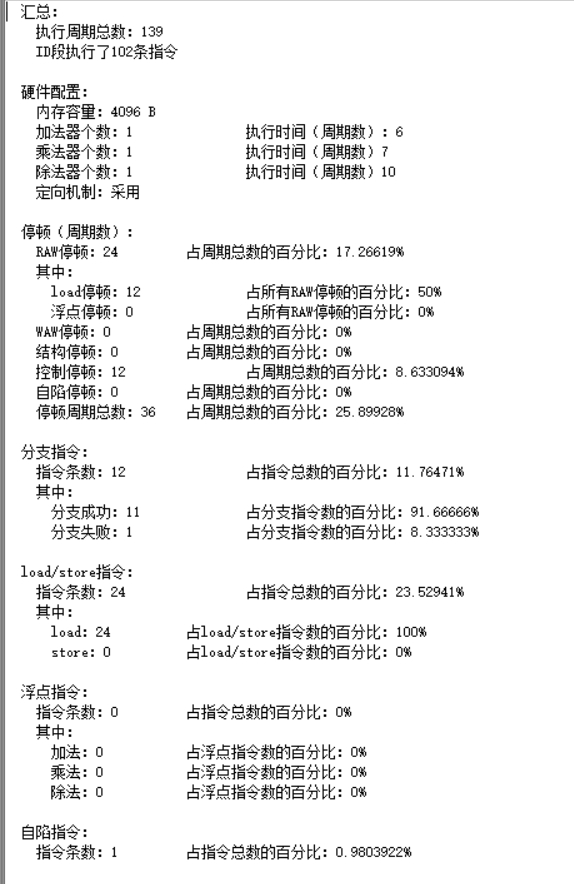 汇总：
执行周期总数：139
ID段执行了102条指令
硬件配置：
内存容量：4096 B
加法器个数：1 执行时间（周期数）：6
乘法器个数：1 执行时间（周期数）7
除法器个数：1 执行时间（周期数）10
定向机制：采用
停顿（周期数）：
RAW停顿：24 占周期总数的百分比：17.26619%
其中：
load停顿：12 占所有RAW停顿的百分比：50%
浮点停顿：0 占所有RAW停顿的百分比：0%
WAW停顿：0 占周期总数的百分比：0%
结构停顿：0 占周期总数的百分比：0%
控制停顿：12 占周期总数的百分比：8.633094%
自陷停顿：0 占周期总数的百分比：0%
停顿周期总数：36 占周期总数的百分比：25.89928%
分支指令：
指令条数：12 占指令总数的百分比：11.76471%
其中：
分支成功：11 占分支指令数的百分比：91.66666%
分支失败：1 占分支指令数的百分比：8.333333%
load/store指令：
指令条数：24 占指令总数的百分比：23.52941%
其中：
load：24 占load/store指令数的百分比：100%
store：0 占load/store指令数的百分比：0%
浮点指令：
指令条数：0 占指令总数的百分比：0%
其中：
加法：0 占浮点指令数的百分比：0%
乘法：0 占浮点指令数的百分比：0%
除法：0 占浮点指令数的百分比：0%
自陷指令：
指令条数：1 占指令总数的百分比：0.9803922%